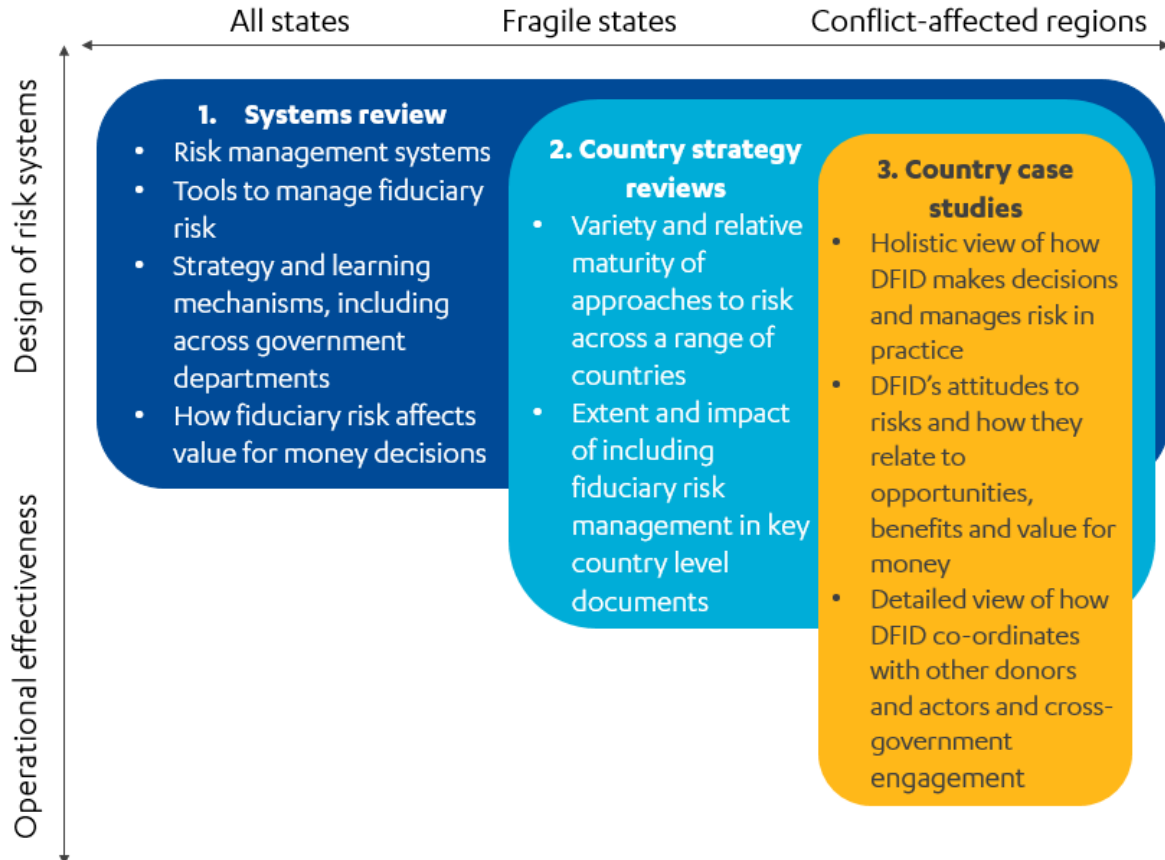 All states
Fragile states
Conflict-affected regions
Design of risk systems
Operational effectiveness
1. Systems review
• Risk management systems
• Tools to manage fiduciary
risk
• Strategy and learning
mechanisms, including
across government
departments
• How fiduciary risk affects
value for money decisions
2. Country strategy
reviews
• Variety and relative
maturity of
approaches to risk
across a range of
countries
• Extent and impact
of including
fiduciary risk
management in key
country level
documents
3. Country case
studies
• Holistic view of how
DFID makes decisions
and manages risk in
practice
• DFID's attitudes to
risks and how they
relate to
opportunities,
benefits and value for
money
• Detailed view of how
DFID co-ordinates
with other donors
and actors and cross-
government
engagement